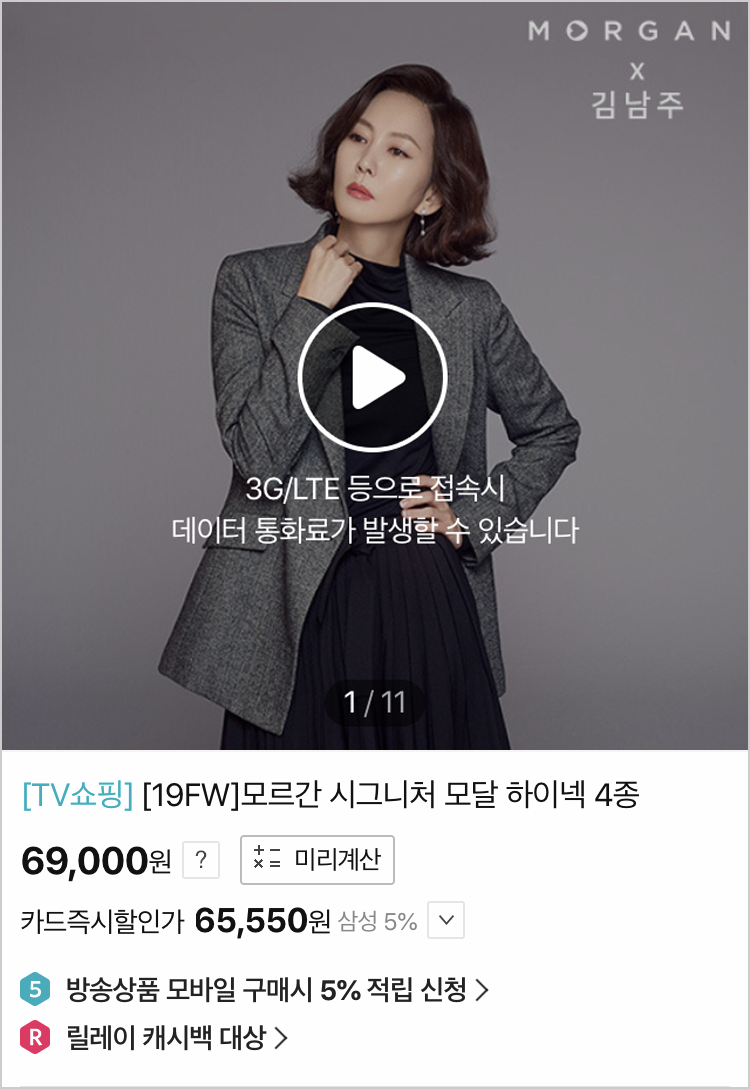 MORGAN
X
김남주
3G/LTE 등으로 접속시
데이터 통화료가 발생할 수 있습니다
1 / 11
[TV쇼핑] [19FW]모르간 시그니처 모달 하이넥 4종
69,000원 ? 미리계산
카드즉시할인가 65,550원 삼성 5%
5 방송상품 모바일 구매시 5% 적립 신청 >
R 릴레이 캐시백 대상 >